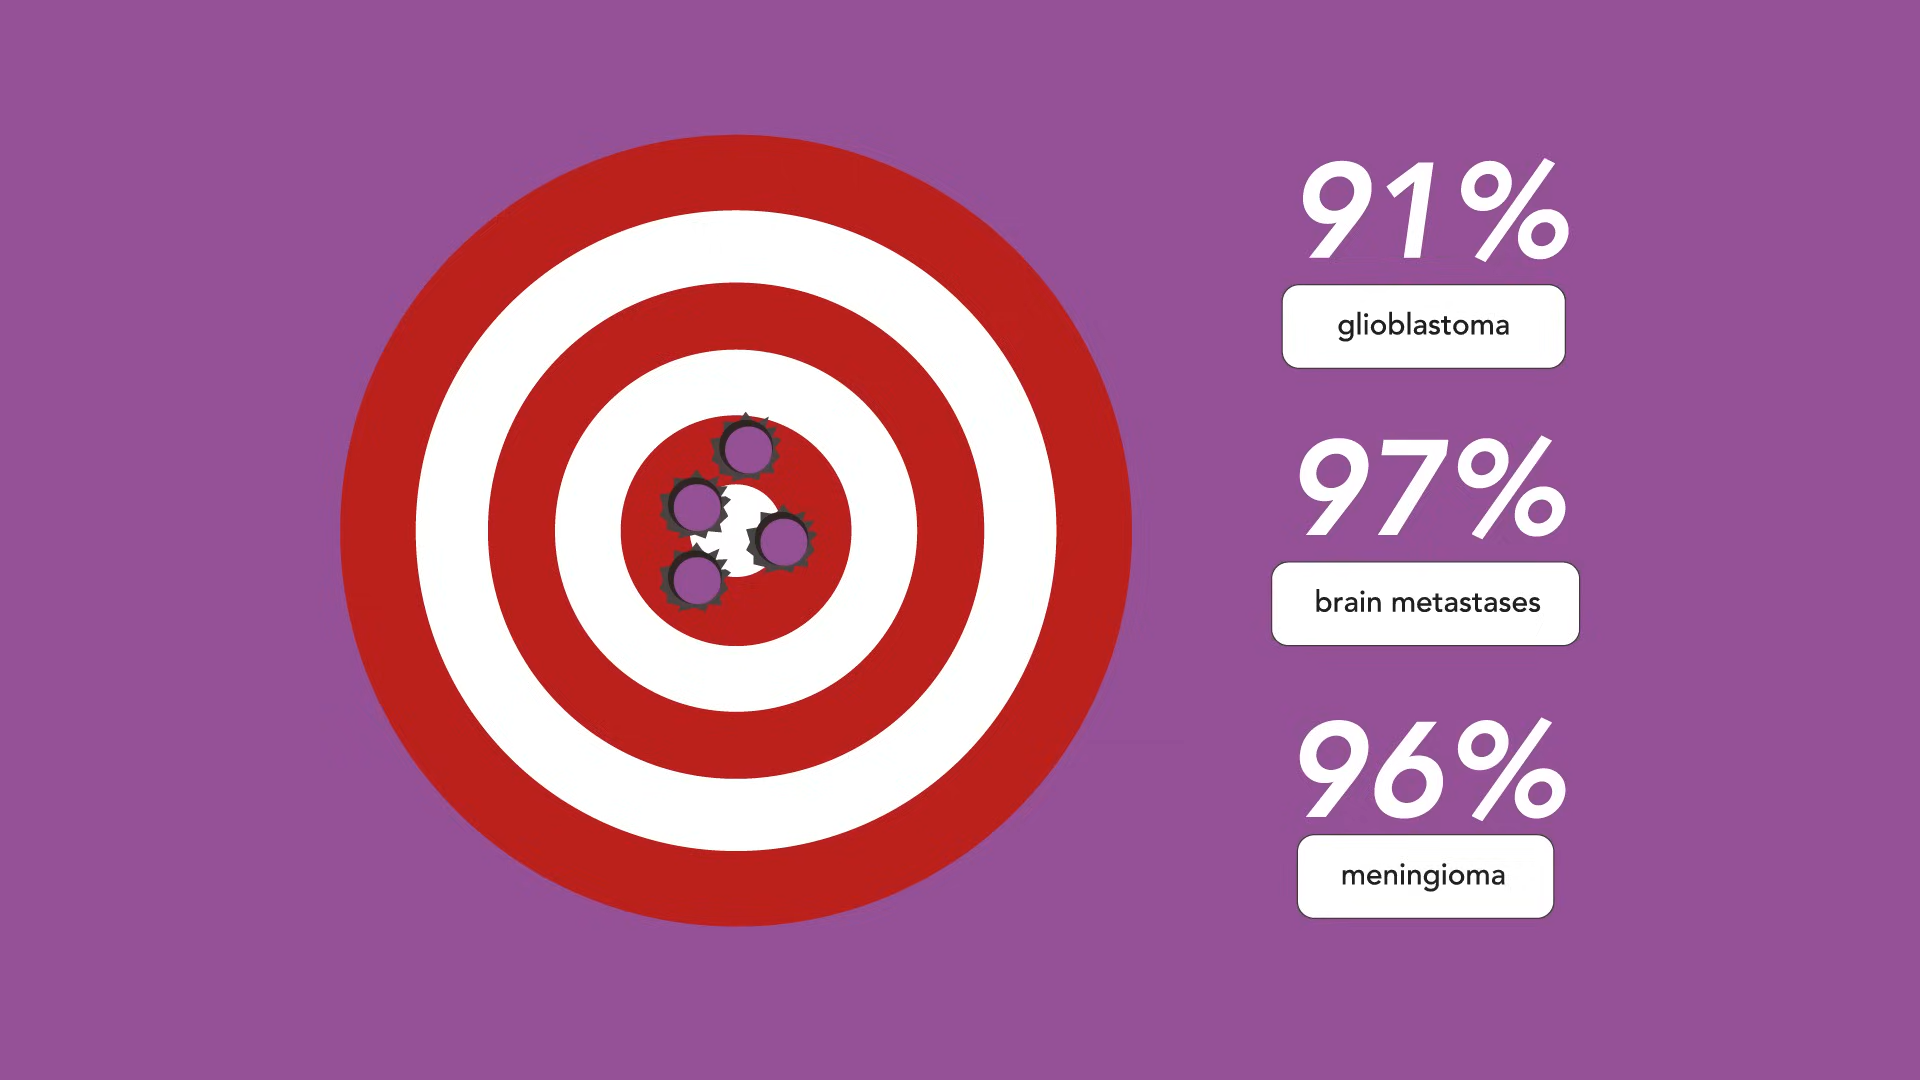 91%
glioblastoma
97%
brain metastases
96%
meningioma